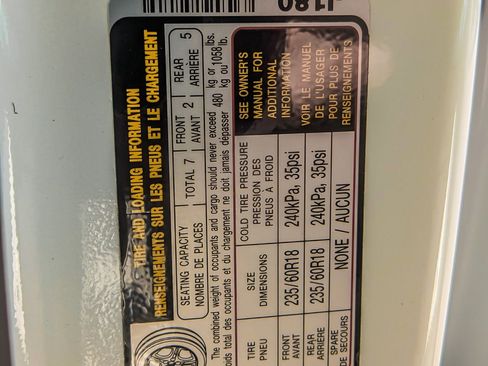 TIRE AND LOADING INFORMATION
RENSEIGNEMENTS SUR LES PNEUS ET LE CHARGEMENT
SEATING CAPACITY
NOMBRE DE PLACES
TOTAL 7
FRONT
AVANT 2
REAR
ARRIÈRE 5
The combined weight of occupants and cargo should never exceed 480 kg or 1058 lbs.
poids total des occupants et du chargement ne doit jamais dépasser 480 kg ou 1058 lb.
TIRE
PNEU
SIZE
DIMENSIONS
COLD TIRE PRESSURE
PRESSION DES
PNEUS À FROID
SEE OWNER'S
MANUAL FOR
ADDITIONAL
INFORMATION
VOIR LE MANUEL
DE L'USAGER
POUR PLUS DE
RENSEIGNEMENTS
FRONT
AVANT
235/60R18
240kPa, 35psi
REAR
ARRIÈRE
235/60R18
240kPa, 35psi
SPARE
DE SECOURS
NONE / AUCUN